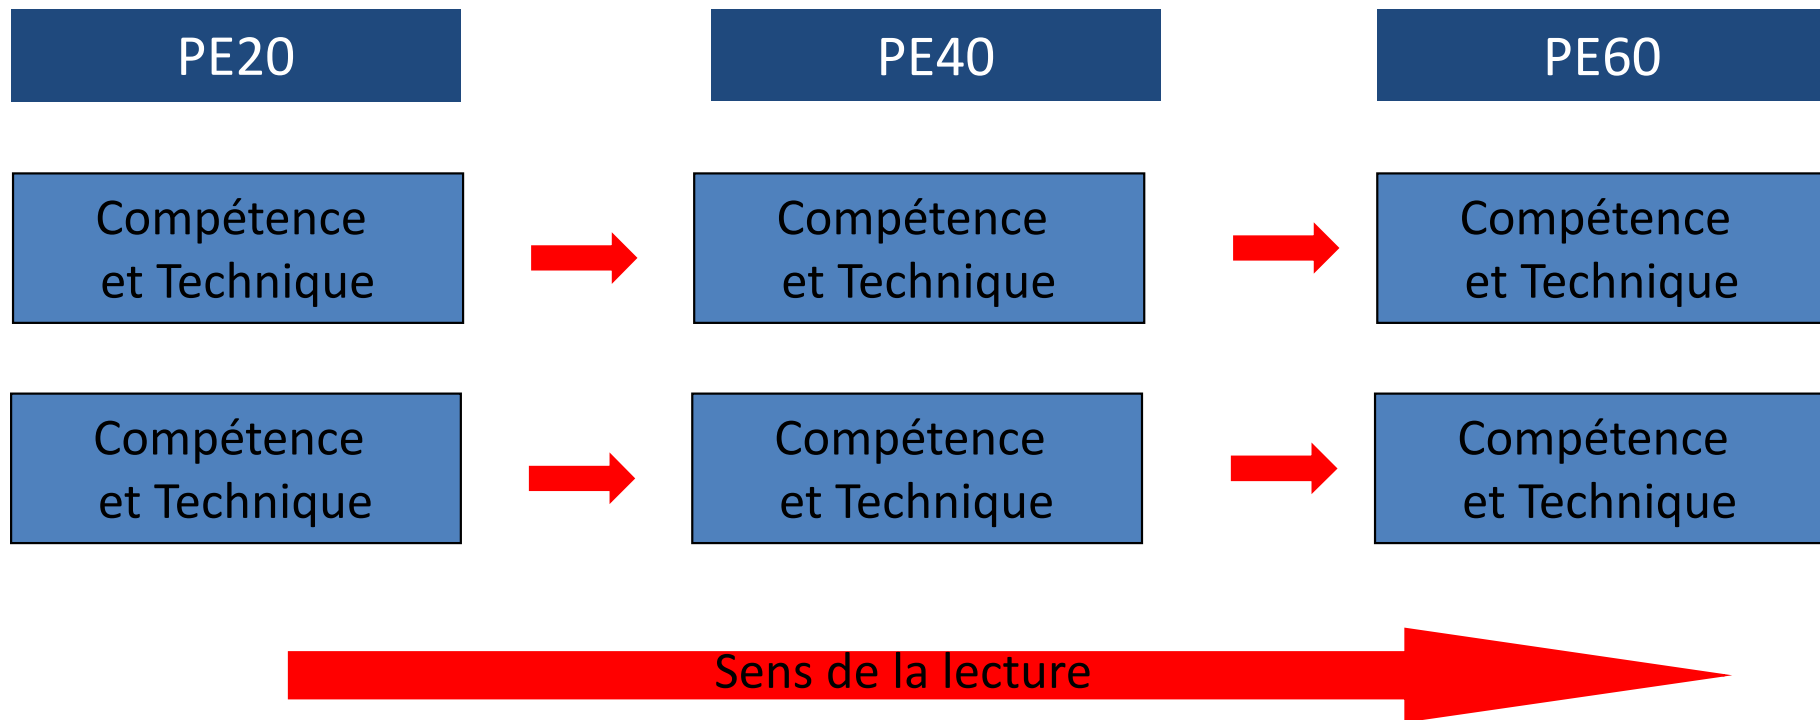 PE20
PE40
PE60
Compétence
et Technique
Compétence
et Technique
Compétence
et Technique
Compétence
et Technique
Compétence
et Technique
Compétence
et Technique
Sens de la lecture